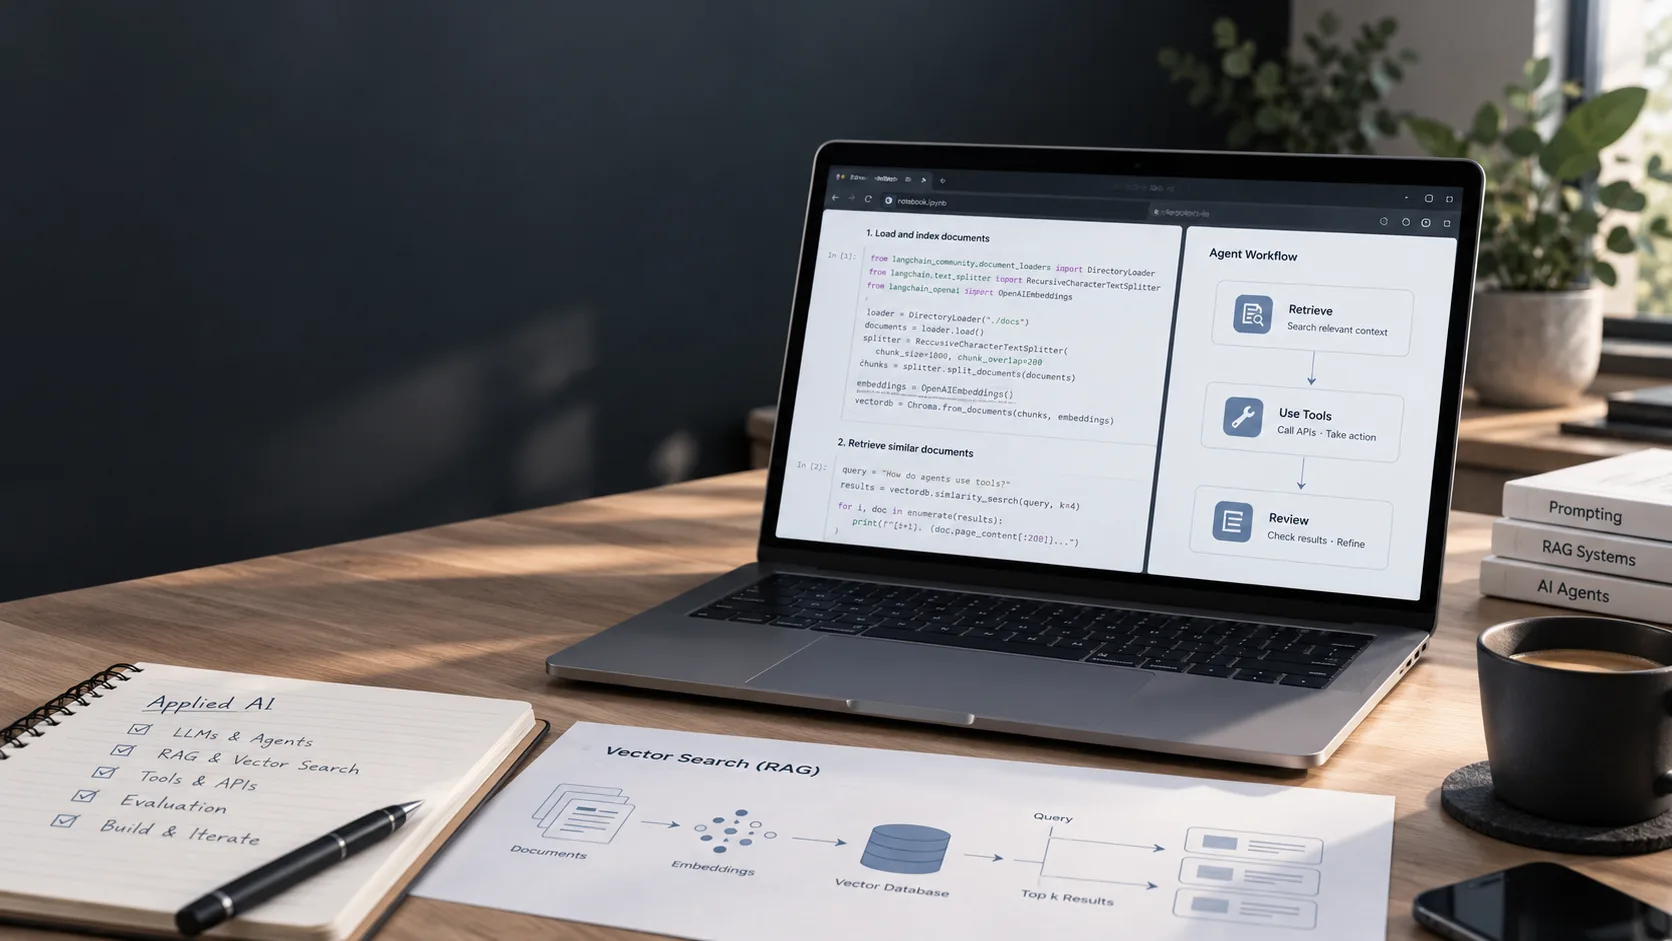 notebook.ipynb
1. Load and index documents
In [1]:
from langchain_community_document_loaders import DirectoryLoader
from langchain.text_splitter import RecursiveCharacterTextSplitter
from langchain_openai import OpenAIEmbeddings
loader = DirectoryLoader("./docs")
documents = loader.load()
splitter = ReccusiveCharacterTextSplitter(
chunk_size=1000, chunk_overlap=200
chunks = splitter.split_documents(documents)
embeddings = OpenAIEmbeddings()
vectordb = Chroma.from_documents(chunks, embeddings)
2. Retrieve similar documents
In [2]:
query = "How do agents use tools?"
results = vectordb.simlarity_sesrch(query, k=4)
for i, doc in enumerate(results):
print(f"[i+1]. (doc.page_content[:200]...")
)
Agent Workflow
Retrieve
Search relevant context
Use Tools
Call APIs · Take action
Review
Check results · Refine
Prompting
RAG Systems
AI Agents
Applied AI
LLMs & Agents
RAG & Vector Search
Tools & APIs
Evaluation
Build & Iterate
Vector Search (RAG)
Documents
Embeddings
Vector Database
Query
Top k Results